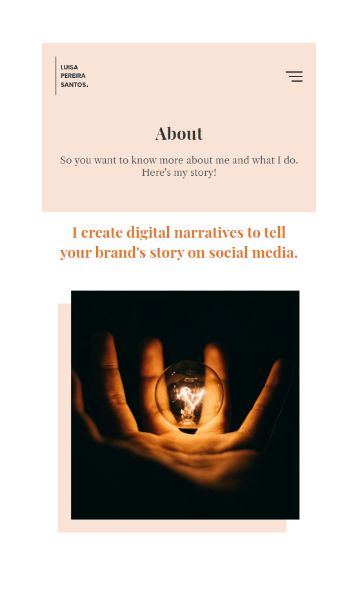 LUISA
PEREIRA
SANTOS.
About
So you want to know more about me and what I do.
Here's my story!
I create digital narratives to tell
your brand's story on social media.